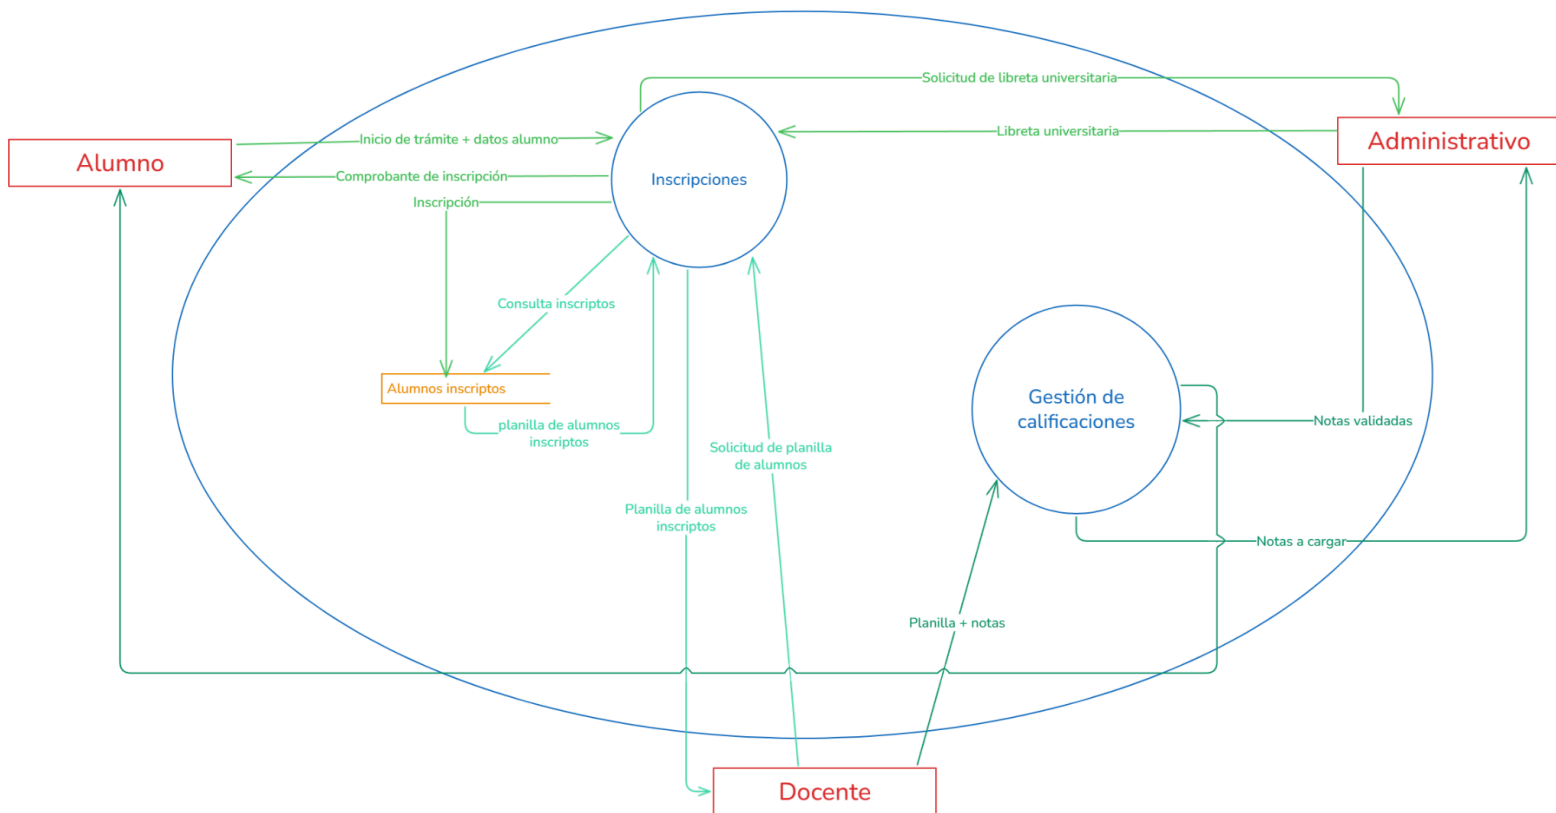 Solicitud de libreta universitaria
Libreta universitaria
Administrativo
Inicio de trámite + datos alumno
Alumno
Comprobante de inscripción
Inscripciones
Inscripción
Consulta inscriptos
Alumnos inscriptos
planilla de alumnos
inscriptos
Gestión de
calificaciones
Notas validadas
Solicitud de planilla
de alumnos
Planilla de alumnos
inscriptos
Notas a cargar
Planilla + notas
Docente